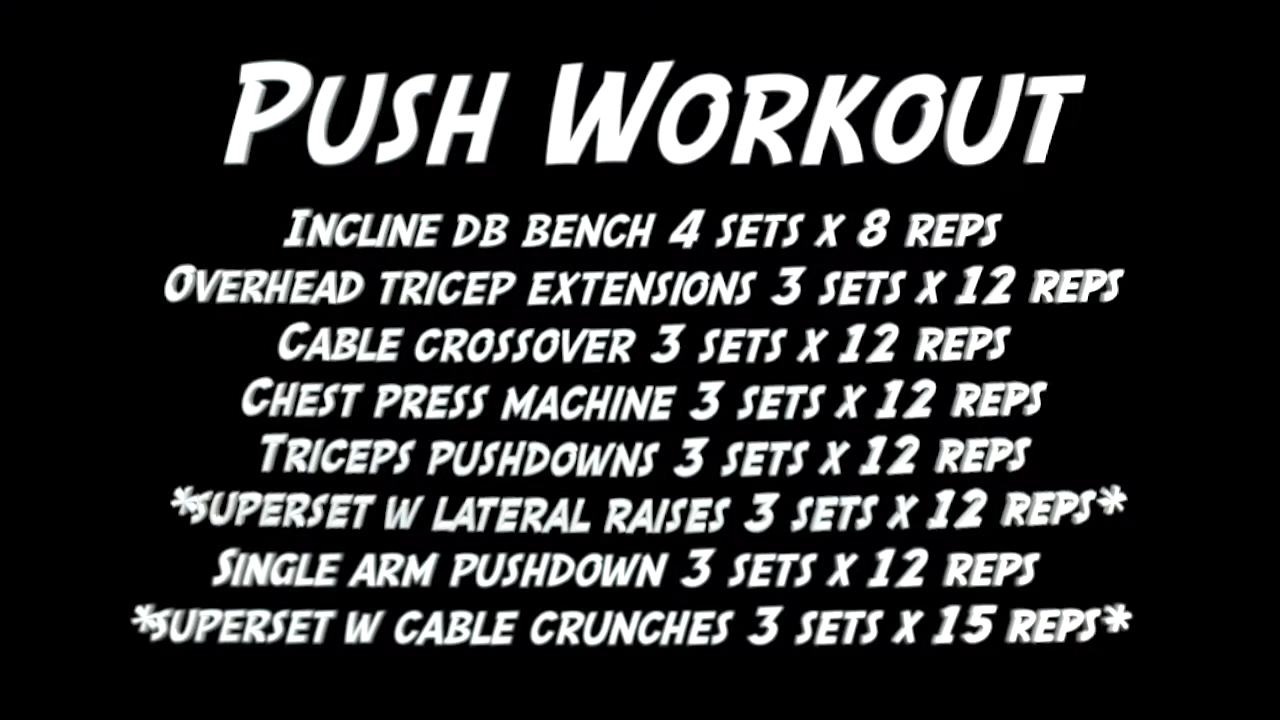 Push Workout
Incline DB bench 4 sets x 8 reps
Overhead tricep extensions 3 sets x 12 reps
Cable crossover 3 sets x 12 reps
Chest press machine 3 sets x 12 reps
Triceps pushdowns 3 sets x 12 reps
*superset w lateral raises 3 sets x 12 reps*
Single arm pushdown 3 sets x 12 reps
*superset w cable crunches 3 sets x 15 reps*